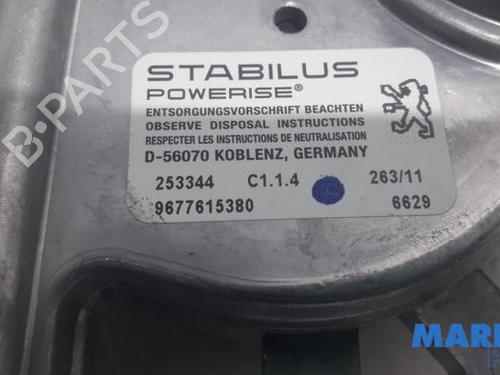 B-PARTS
STABILUS
POWERISE®
ENTSORGUNGSVORSCHRIFT BEACHTEN
OBSERVE DISPOSAL INSTRUCTIONS
RESPECTER LES INSTRUCTIONS DE NEUTRALISATION
D-56070 KOBLENZ, GERMANY
253344 C1.1.4 263/11
9677615380 6629